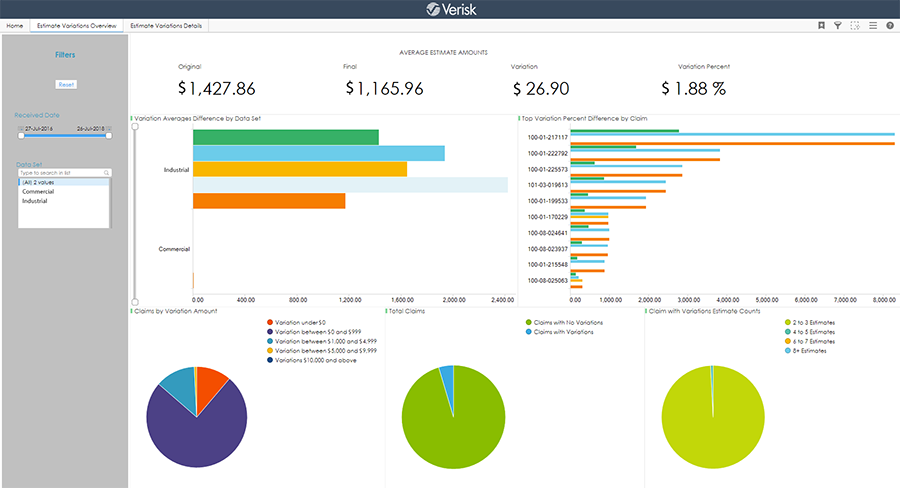 Verisk
Home
Estimate Variations Overview
Estimate Variations Details
Filters
Reset
Received Date
27-Jul-2016
26-Jul-2018
Data Set
Type to search in list
(All) 2 values
Commercial
Industrial
AVERAGE ESTIMATE AMOUNTS
Original
Final
Variation
Variation Percent
$1,427.86
$1,165.96
$ 26.90
$ 1.88 %
Variation Averages Difference by Data Set
Industrial
Commercial
0.00
400.00
800.00
1,200.00
1,600.00
2,000.00
2,400.00
Top Variation Percent Difference by Claim
100-01-217117
100-01-222792
100-01-225573
101-03-019613
100-01-199533
100-01-170229
100-08-024641
100-08-023937
100-01-215548
100-08-025063
0.00
1,000.00
2,000.00
3,000.00
4,000.00
5,000.00
6,000.00
7,000.00
8,000.00
Claims by Variation Amount
Variation under $0
Variation between $0 and $999
Variation between $1,000 and $4,999
Variation between $5,000 and $9,999
Variations $10,000 and above
Total Claims
Claims with No Variations
Claims with Variations
Claim with Variations Estimate Counts
2 to 3 Estimates
4 to 5 Estimates
6 to 7 Estimates
8+ Estimates